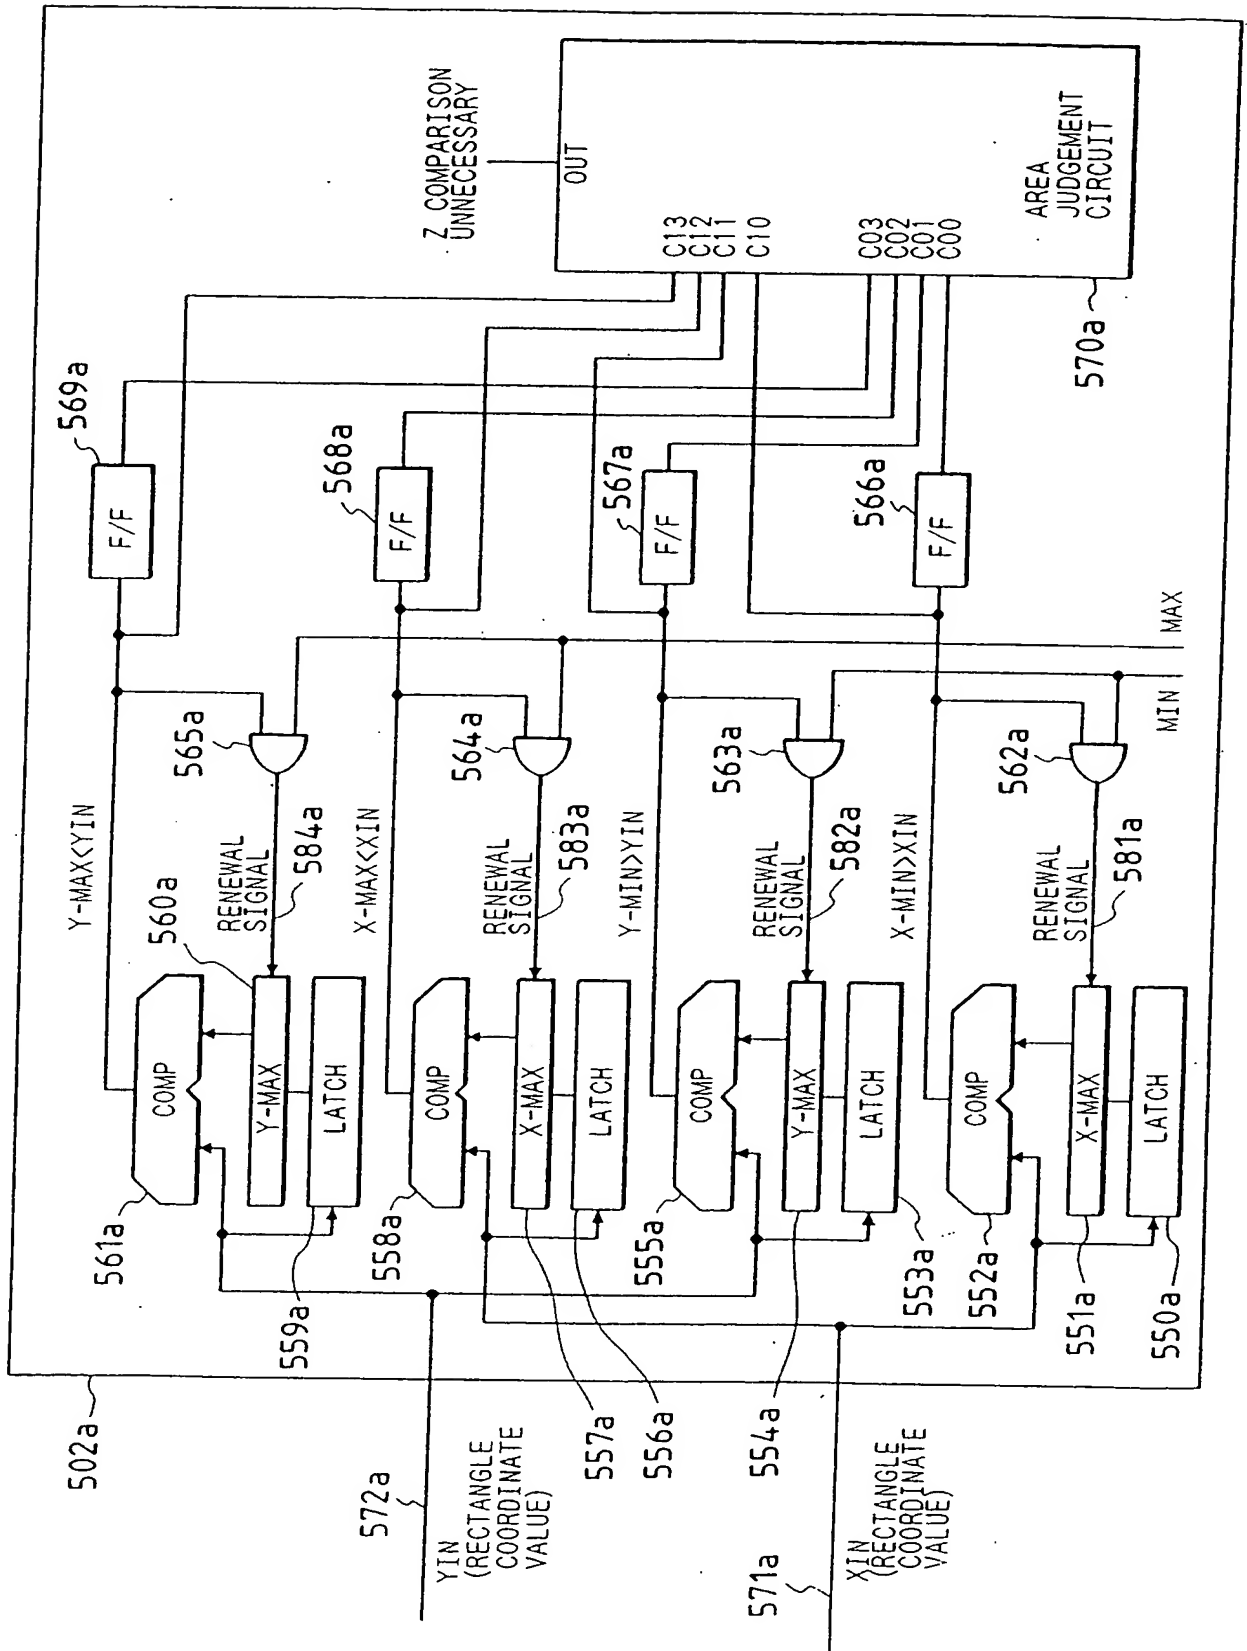 502a
572a
YIN
(RECTANGLE
COORDINATE
VALUE)
571a
XIN
(RECTANGLE
COORDINATE
VALUE)
561a
COMP
560a
Y-MAX
LATCH
559a
Y-MAX<YIN
RENEWAL
SIGNAL
584a
565a
F/F
569a
558a
COMP
X-MAX
LATCH
557a
556a
X-MAX<XIN
RENEWAL
SIGNAL
583a
564a
F/F
568a
555a
COMP
Y-MAX
LATCH
554a
553a
Y-MIN>YIN
RENEWAL
SIGNAL
582a
563a
F/F
567a
552a
COMP
X-MAX
LATCH
551a
550a
X-MIN>XIN
RENEWAL
SIGNAL
581a
562a
F/F
566a
MIN
MAX
Z COMPARISON
UNNECESSARY
OUT
C13
C12
C11
C10
C03
C02
C01
C00
AREA
JUDGEMENT
CIRCUIT
570a